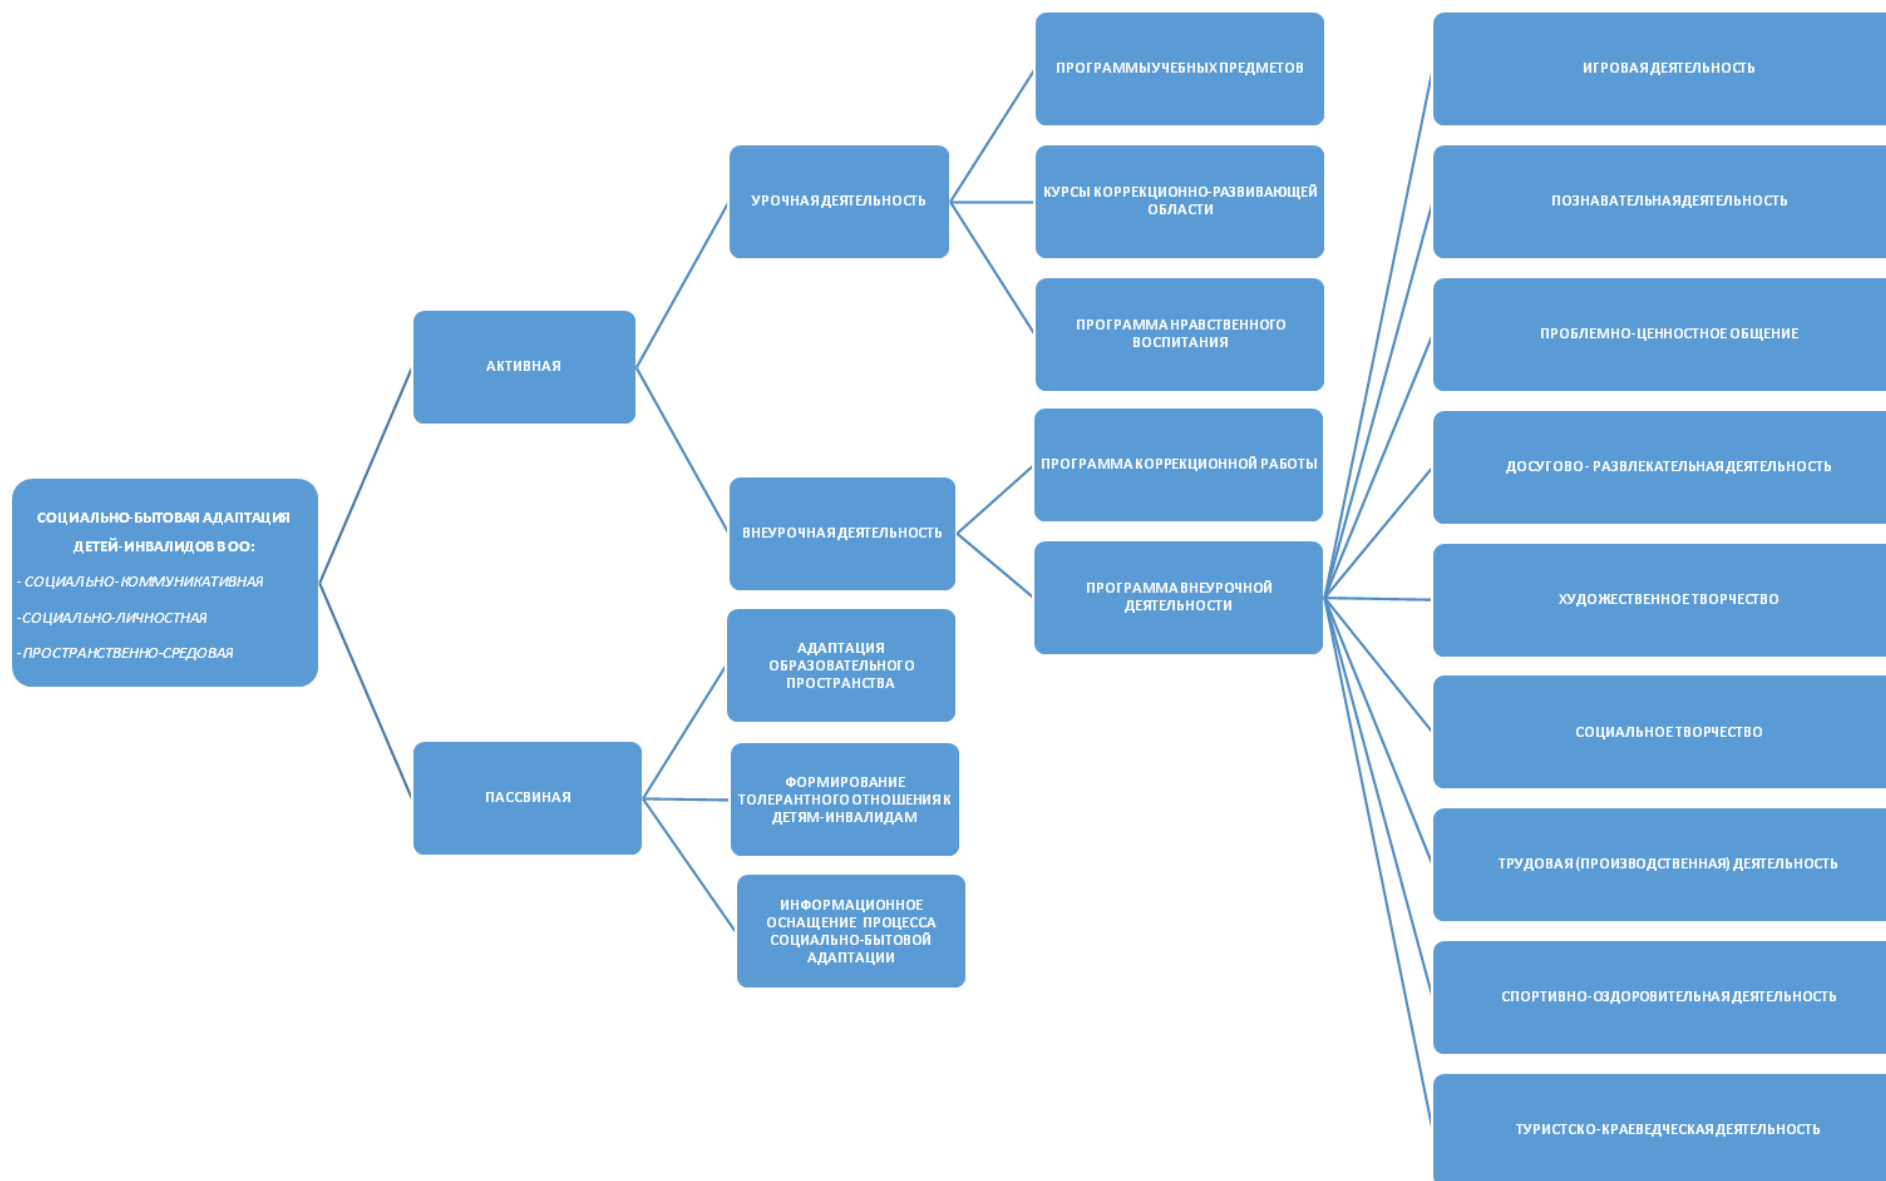 СОЦИАЛЬНО-БЫТОВАЯ АДАПТАЦИЯ
ДЕТЕЙ-ИНВАЛИДОВ В ОО:
- СОЦИАЛЬНО-КОММУНИКАТИВНАЯ
-СОЦИАЛЬНО-ЛИЧНОСТНАЯ
- ПРОСТРАНСТВЕННО-СРЕДОВАЯ
АКТИВНАЯ
УРОЧНАЯ ДЕЯТЕЛЬНОСТЬ
ПРОГРАММЫ УЧЕБНЫХ ПРЕДМЕТОВ
КУРСЫ КОРРЕКЦИОННО-РАЗВИВАЮЩЕЙ
ОБЛАСТИ
ПРОГРАММА НРАВСТВЕННОГО
ВОСПИТАНИЯ
ВНЕУРОЧНАЯ ДЕЯТЕЛЬНОСТЬ
ПРОГРАММА КОРРЕКЦИОННОЙ РАБОТЫ
ПРОГРАММА ВНЕУРОЧНОЙ
ДЕЯТЕЛЬНОСТИ
ИГРОВАЯ ДЕЯТЕЛЬНОСТЬ
ПОЗНАВАТЕЛЬНАЯ ДЕЯТЕЛЬНОСТЬ
ПРОБЛЕМНО-ЦЕННОСТНОЕ ОБЩЕНИЕ
ДОСУГОВО- РАЗВЛЕКАТЕЛЬНАЯ ДЕЯТЕЛЬНОСТЬ
ХУДОЖЕСТВЕННОЕ ТВОРЧЕСТВО
СОЦИАЛЬНОЕ ТВОРЧЕСТВО
ТРУДОВАЯ (ПРОИЗВОДСТВЕННАЯ) ДЕЯТЕЛЬНОСТЬ
СПОРТИВНО-ОЗДОРОВИТЕЛЬНАЯ ДЕЯТЕЛЬНОСТЬ
ТУРИСТСКО-КРАЕВЕДЧЕСКАЯ ДЕЯТЕЛЬНОСТЬ
ПАССВИНАЯ
АДАПТАЦИЯ
ОБРАЗОВАТЕЛЬНОГО
ПРОСТРАНСТВА
ФОРМИРОВАНИЕ
ТОЛЕРАНТНОГО ОТНОШЕНИЯ К
ДЕТЯМ-ИНВАЛИДАМ
ИНФОРМАЦИОННОЕ
ОСНАЩЕНИЕ ПРОЦЕССА
СОЦИАЛЬНО-БЫТОВОЙ
АДАПТАЦИИ